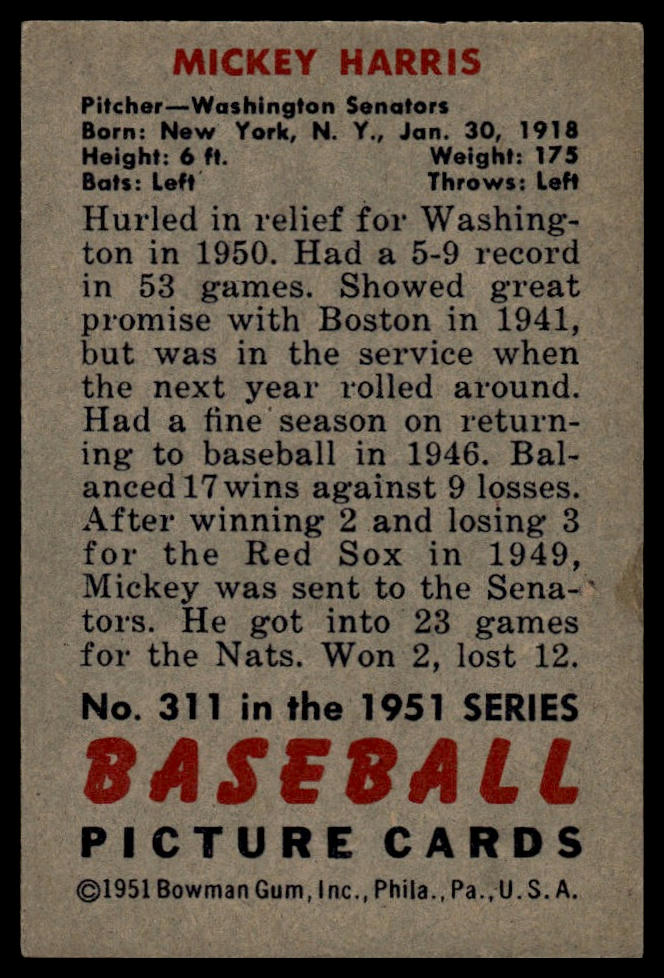 MICKEY HARRIS
Pitcher—Washington Senators
Born: New York, N. Y., Jan. 30, 1918
Height: 6 ft. Weight: 175
Bats: Left Throws: Left
Hurled in relief for Washing-
ton in 1950. Had a 5-9 record
in 53 games. Showed great
promise with Boston in 1941,
but was in the service when
the next year rolled around.
Had a fine season on return-
ing to baseball in 1946. Bal-
anced 17 wins against 9 losses.
After winning 2 and losing 3
for the Red Sox in 1949,
Mickey was sent to the Sena-
tors. He got into 23 games
for the Nats. Won 2, lost 12.
No. 311 in the 1951 SERIES
BASEBALL
PICTURE CARDS
©1951 Bowman Gum, Inc., Phila., Pa., U. S. A.